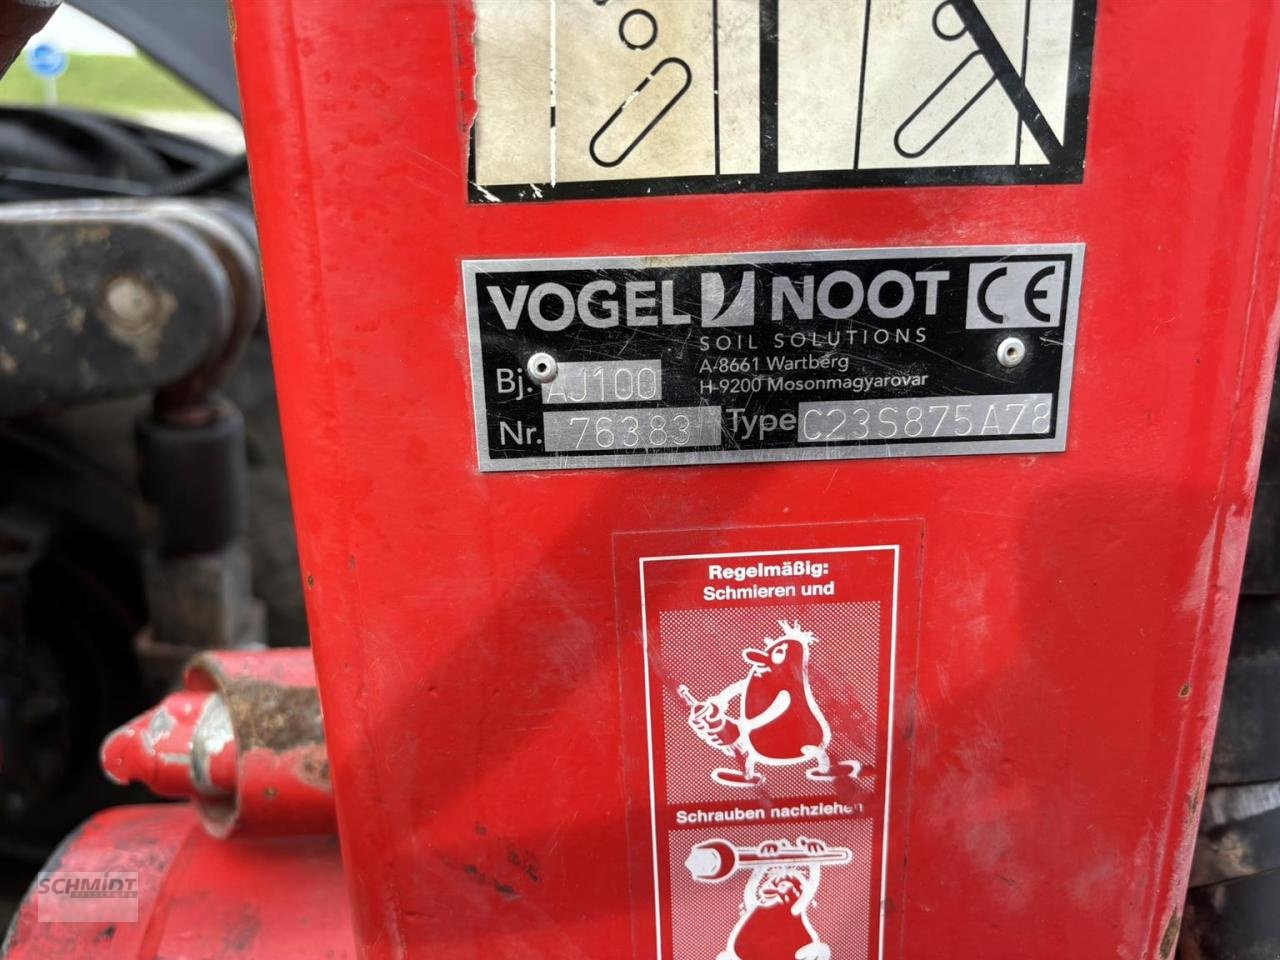 VOGEL NOOT CE
SOIL SOLUTIONS
A-8661 Wartberg
H-9200 Mosonmagyarovar
Bj. AJ100
Nr. 76383 Type C23S875A78
Regelmäßig:
Schmieren und
Schrauben nachziehen
SCHMIDT